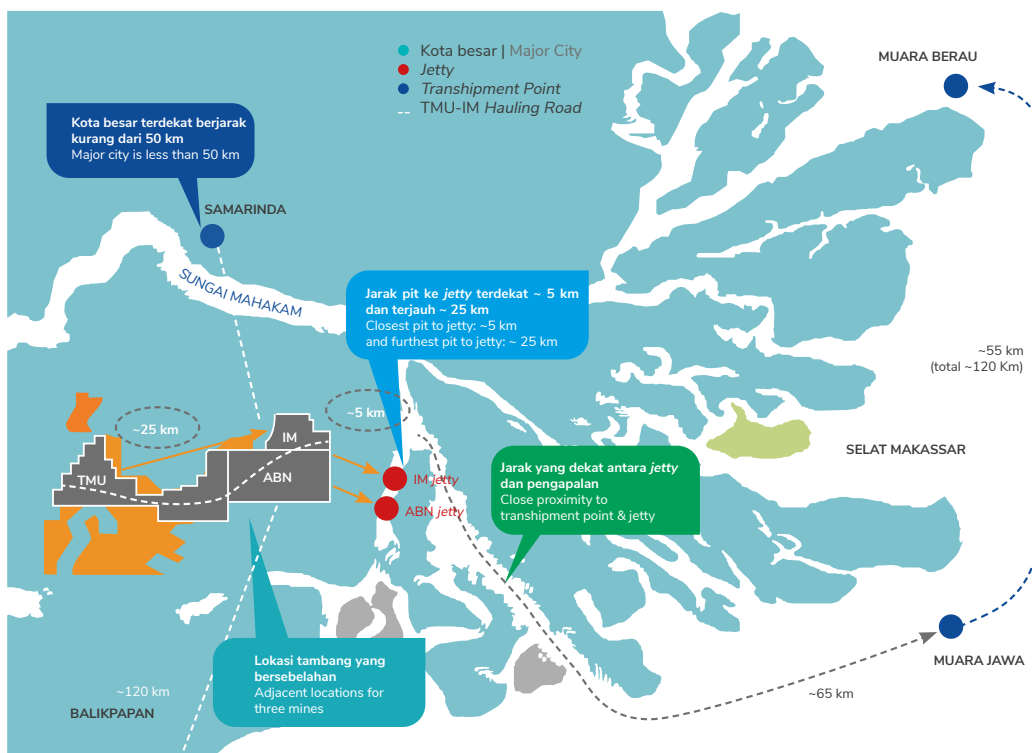 Kota besar | Major City
Jetty
Transhipment Point
TMU-IM Hauling Road
MUARA BERAU
Kota besar terdekat berjarak
kurang dari 50 km
Major city is less than 50 km
SAMARINDA
SUNGAI MAHAKAM
Jarak pit ke jetty terdekat ~ 5 km
dan terjauh ~ 25 km
Closest pit to jetty: ~5 km
and furthest pit to jetty: ~ 25 km
~55 km
(total ~120 Km)
~25 km
~5 km
IM
TMU
ABN
IM jetty
ABN jetty
SELAT MAKASSAR
Jarak yang dekat antara jetty
dan pengapalan
Close proximity to
transhipment point & jetty
Lokasi tambang yang
bersebelahan
Adjacent locations for
three mines
~120 km
BALIKPAPAN
MUARA JAWA
~65 km